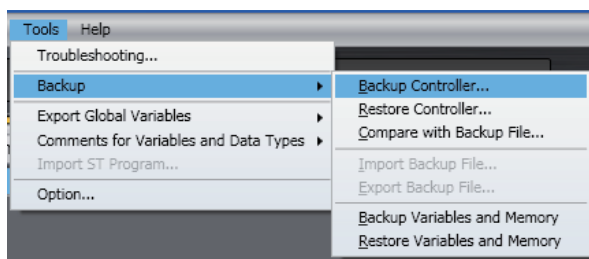 Tools Help
Troubleshooting...
Backup
Export Global Variables
Comments for Variables and Data Types
Import ST Program...
Option...
Backup Controller...
Restore Controller...
Compare with Backup File...
Import Backup File...
Export Backup File...
Backup Variables and Memory
Restore Variables and Memory